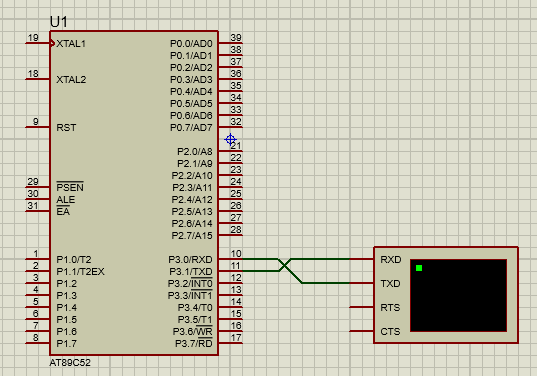 U1
19 XTAL1 P0.0/AD0 39
P0.1/AD1 38
P0.2/AD2 37
18 XTAL2 P0.3/AD3 36
P0.4/AD4 35
P0.5/AD5 34
P0.6/AD6 33
9 RST P0.7/AD7 32
P2.0/A8 21
P2.1/A9 22
P2.2/A10 23
29 PSEN P2.3/A11 24
30 ALE P2.4/A12 25
31 EA P2.5/A13 26
P2.6/A14 27
P2.7/A15 28
1 P1.0/T2 P3.0/RXD 10 RXD
2 P1.1/T2EX P3.1/TXD 11
3 P1.2 P3.2/INT0 12 TXD
4 P1.3 P3.3/INT1 13
5 P1.4 P3.4/T0 14 RTS
6 P1.5 P3.5/T1 15
7 P1.6 P3.6/WR 16 CTS
8 P1.7 P3.7/RD 17
AT89C52